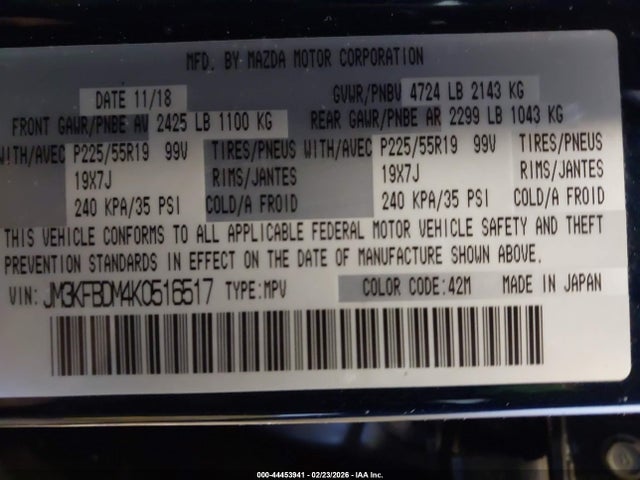 MFD. BY MAZDA MOTOR CORPORATION
DATE 11/18 GVWR/PNBV 4724 LB 2143 KG
FRONT GAWR/PNBE AV 2425 LB 1100 KG REAR GAWR/PNBE AR 2299 LB 1043 KG
WITH/AVEC P225/55R19 99V TIRES/PNEUS WITH/AVEC P225/55R19 99V TIRES/PNEUS
19X7J RIMS/JANTES 19X7J RIMS/JANTES
240 KPA/35 PSI COLD/A FROID 240 KPA/35 PSI COLD/A FROID
THIS VEHICLE CONFORMS TO ALL APPLICABLE FEDERAL MOTOR VEHICLE SAFETY AND THEFT
PREVENTION STANDARDS IN EFFECT ON THE DATE OF MANUFACTURE SHOWN ABOVE.
VIN: JM3KFBDM4K0516517 TYPE:MPV COLOR CODE:42M MADE IN JAPAN
000-44453941 - 02/23/2026 - IAA Inc.